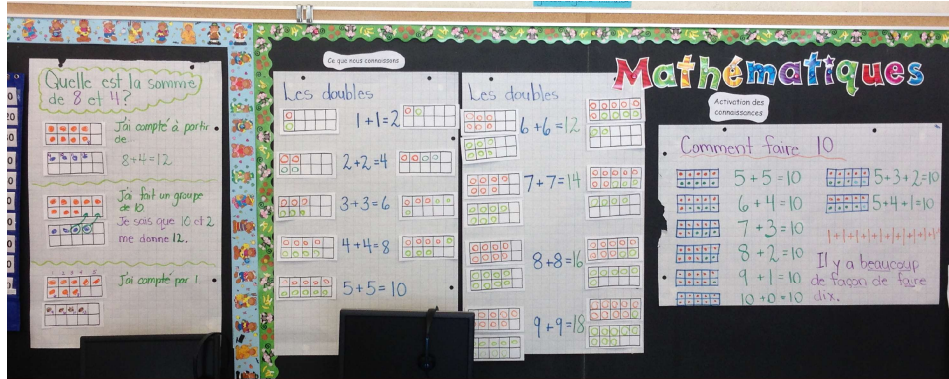 Quelle est la somme
de 8 et 4?
J'ai compté à partir
de
8+4=12
J'ai fait un groupe
de 10
Je sais que 10 et 2
me donne 12.
J'ai compté par 1
Ce que nous connaissons
Les doubles
1+1=2
2+2=4
3+3=6
4+4=8
5+5=10
Les doubles
6+6=12
7+7=14
8+8=16
9+9=18
Mathématiques
Activation des
connaissances
Comment faire 10
5+5=10
6+4=10
7+3=10
8+2=10
9+1=10
10+0=10
5+3+2=10
5+4+1=10
Il y a beaucoup
de façon de faire
dix.